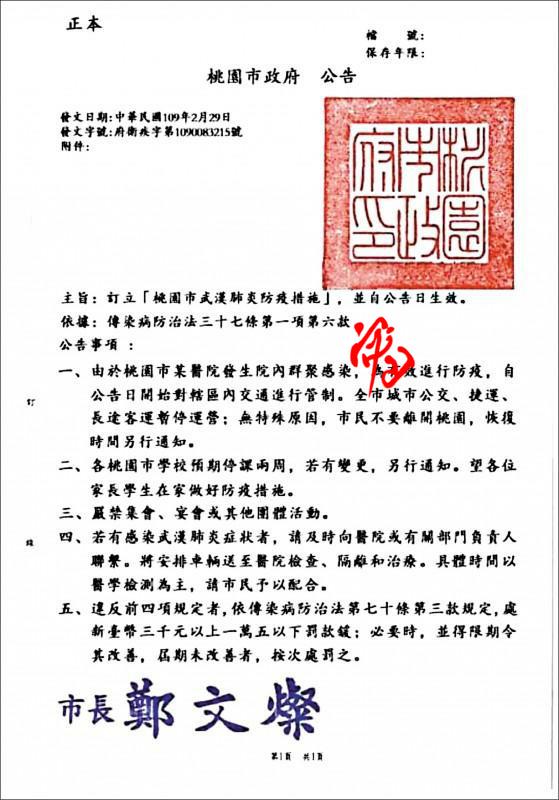 正本
檔　　號：
保存年限：
桃園市政府　公告
發文日期：中華民國109年2月29日
發文字號：府衛疾字第1090083215號
附件：
桃園市政府印
主旨：訂立「桃園市武漢肺炎防疫措施」，並自公告日生效。
依據：傳染病防治法三十七條第一項第六款
公告事項 ：
一、由於桃園市某醫院發生院內群聚感染，為有效進行防疫，自
公告日開始對轄區內交通進行管制。全市城市公交、捷運、
長途客運暫停運營；無特殊原因，市民不要離開桃園，恢復
時間另行通知。
二、各桃園市學校預期停課兩周，若有變更，另行通知。望各位
家長學生在家做好防疫措施。
三、嚴禁集會、宴會或其他團體活動。
四、若有感染武漢肺炎症狀者，請及時向醫院或有關部門負責人
聯繫。將安排車輛送至醫院檢查、隔離和治療。具體時間以
醫學檢測為主，請市民予以配合。
五、違反前四項規定者，依傳染病防治法第七十條第三款規定，處
新臺幣三千元以上一萬五以下罰款鍰；必要時，並得限期令
其改善，屆期未改善者，按次處罰之。
訂
線
市長 鄭文燦
第1頁　共1頁